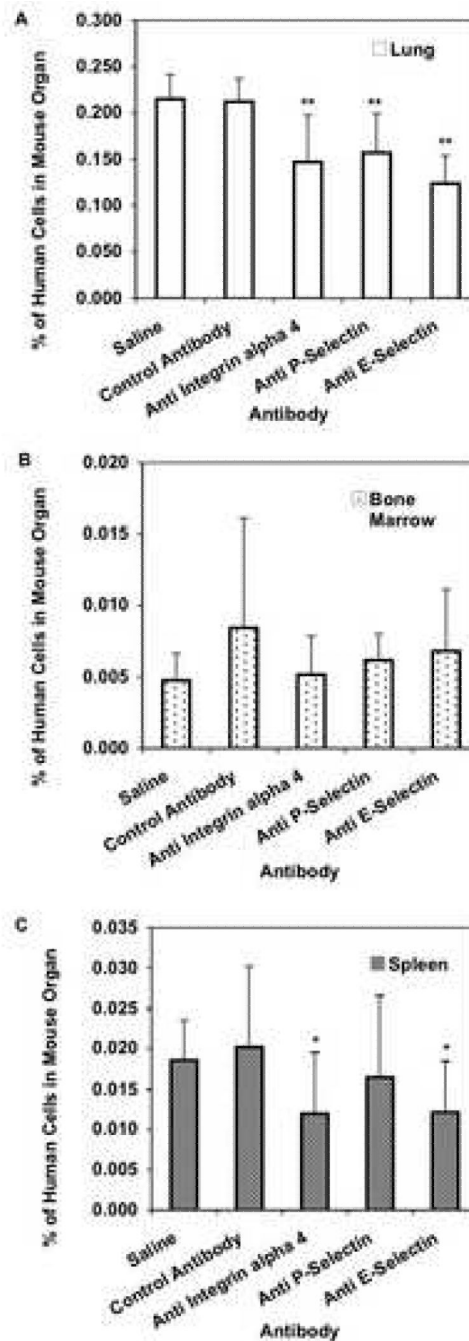 A
% of Human Cells in Mouse Organ
0.300
0.250
0.200
0.150
0.100
0.050
0.000
Lung
**
**
**
Saline
Control Antibody
Anti Integrin alpha 4
Anti P-Selectin
Anti E-Selectin
Antibody
B
% of Human Cells in Mouse Organ
0.020
0.015
0.010
0.005
0.000
Bone
Marrow
Saline
Control Antibody
Anti Integrin alpha 4
Anti P-Selectin
Anti E-Selectin
Antibody
C
% of Human Cells in Mouse Organ
0.035
0.030
0.025
0.020
0.015
0.010
0.005
0.000
Spleen
*
*
Saline
Control Antibody
Anti Integrin alpha 4
Anti P-Selectin
Anti E-Selectin
Antibody